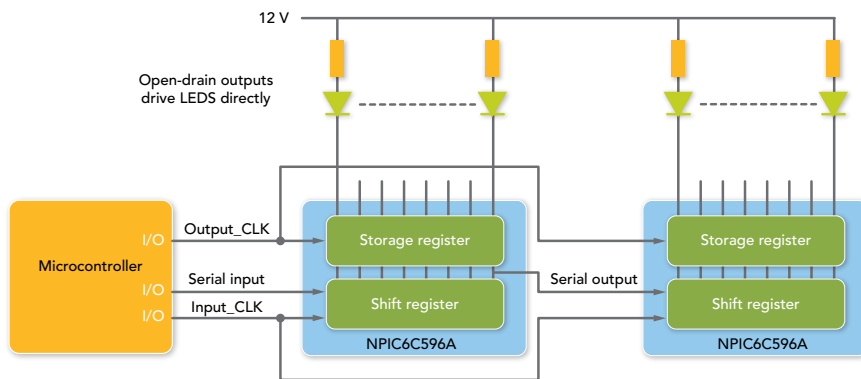 12 V
Open-drain outputs
drive LEDS directly
Microcontroller
I/O
I/O
I/O
Output_CLK
Serial input
Input_CLK
Storage register
Shift register
NPIC6C596A
Serial output
Storage register
Shift register
NPIC6C596A